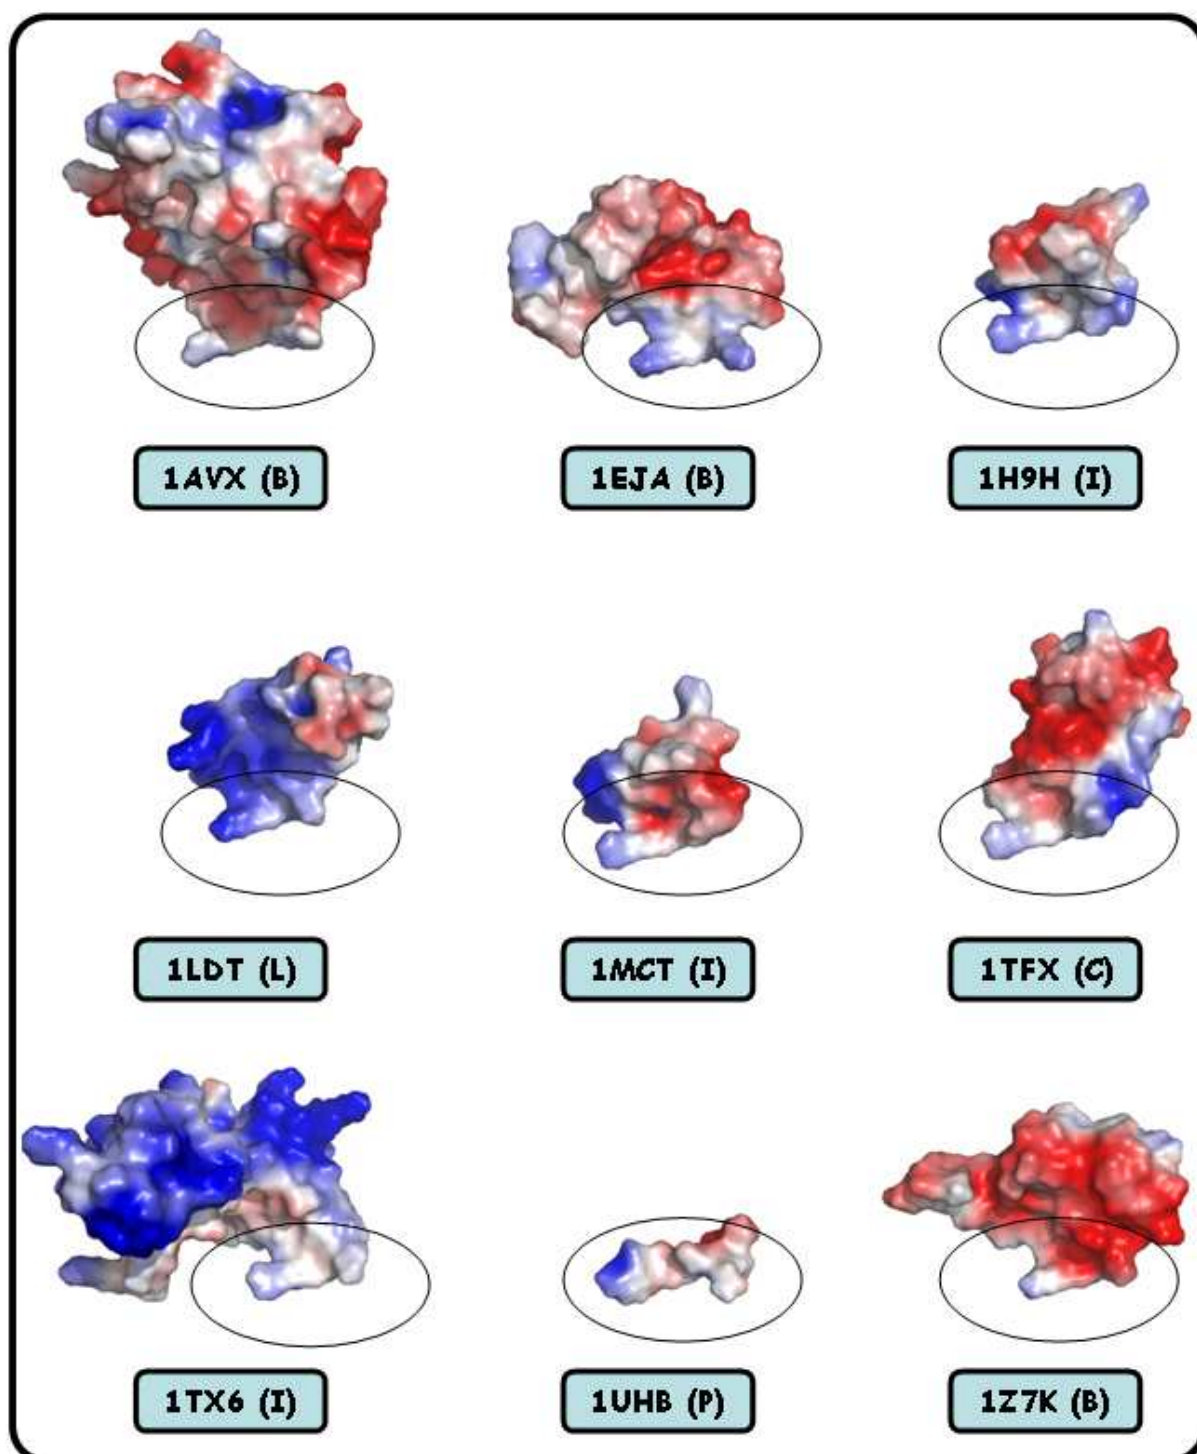 1AVX (B)
1EJA (B)
1H9H (I)
1LDT (L)
1MCT (I)
1TFX (C)
1TX6 (I)
1UHB (P)
1Z7K (B)